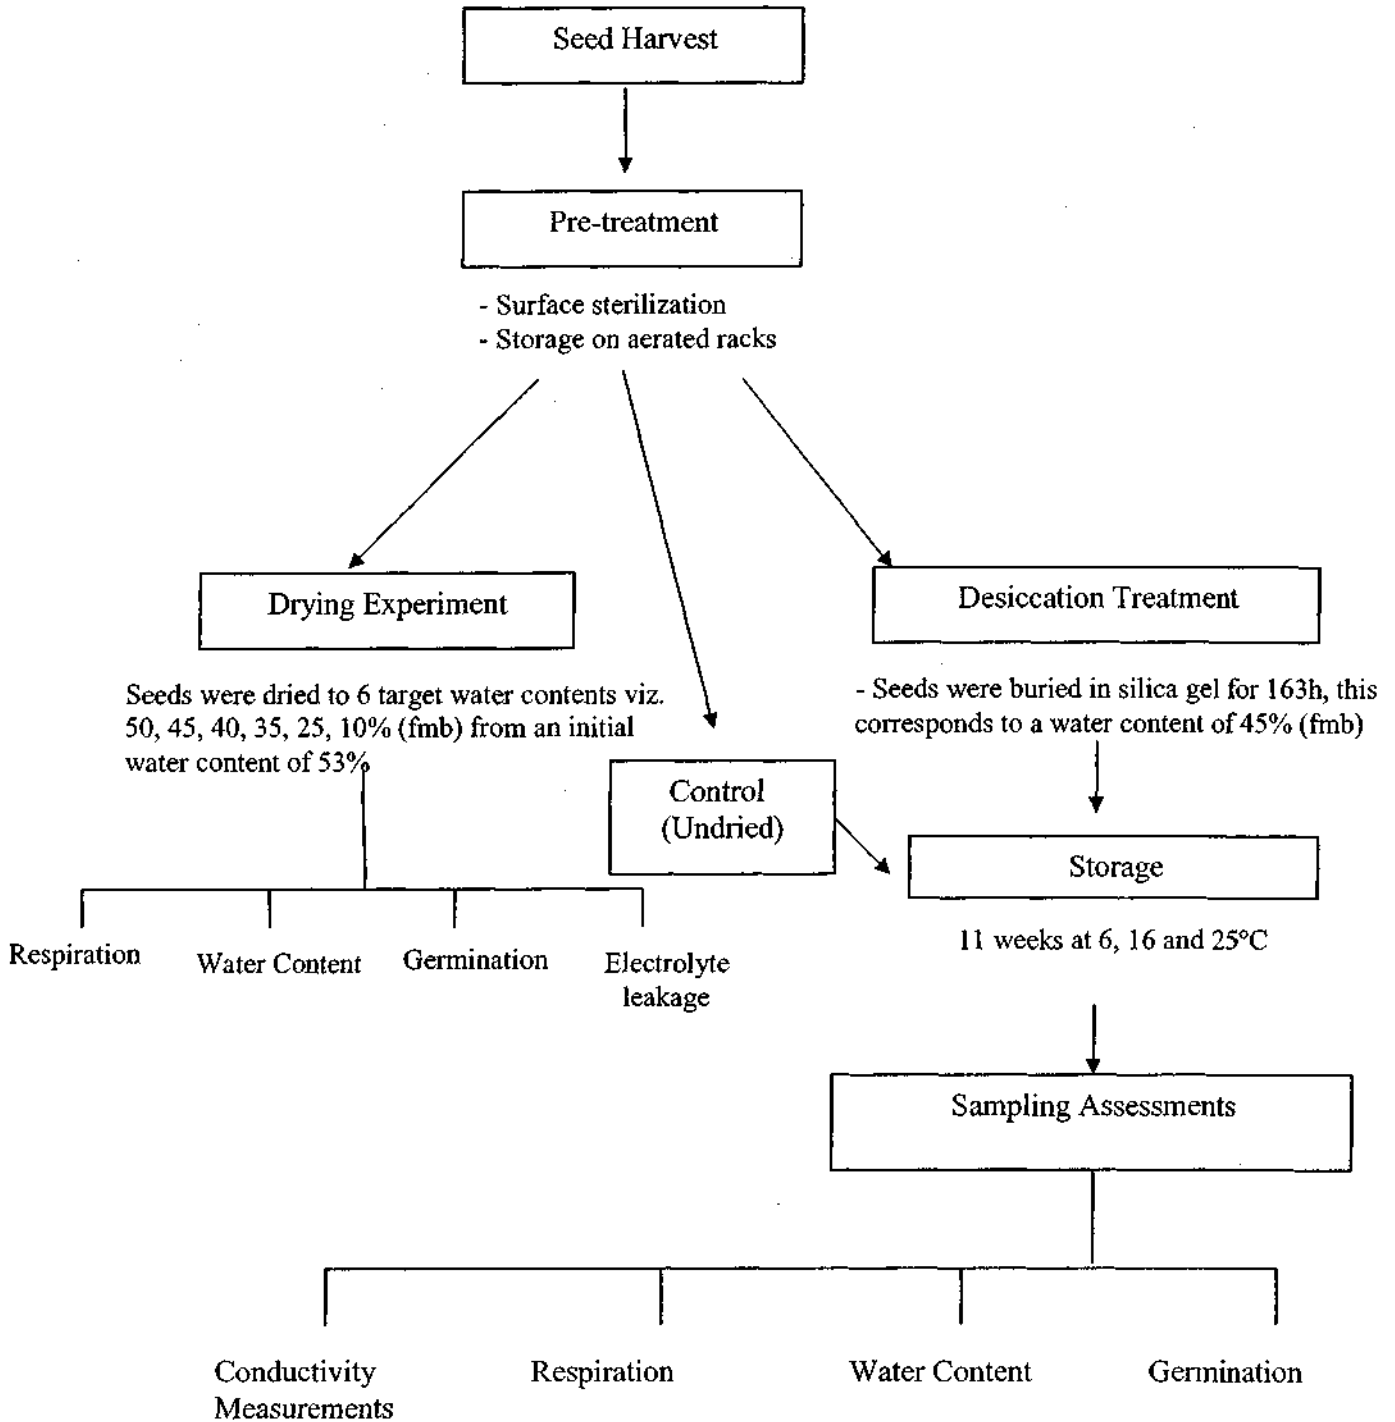 Seed Harvest
Pre-treatment
- Surface sterilization
- Storage on aerated racks
Drying Experiment
Seeds were dried to 6 target water contents viz.
50, 45, 40, 35, 25, 10% (fmb) from an initial
water content of 53%
Respiration
Water Content
Germination
Electrolyte
leakage
Control
(Undried)
Desiccation Treatment
- Seeds were buried in silica gel for 163h, this
corresponds to a water content of 45% (fmb)
Storage
11 weeks at 6, 16 and 25°C
Sampling Assessments
Conductivity
Measurements
Respiration
Water Content
Germination